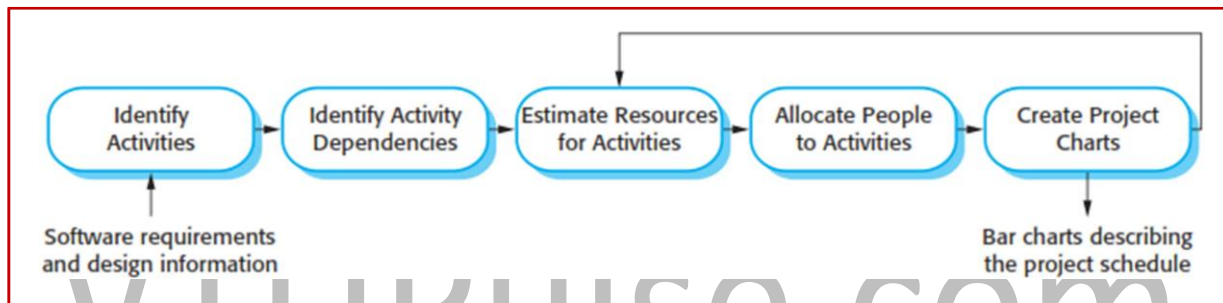 Identify
Activities
Identify Activity
Dependencies
Estimate Resources
for Activities
Allocate People
to Activities
Create Project
Charts
Software requirements
and design information
Bar charts describing
the project schedule